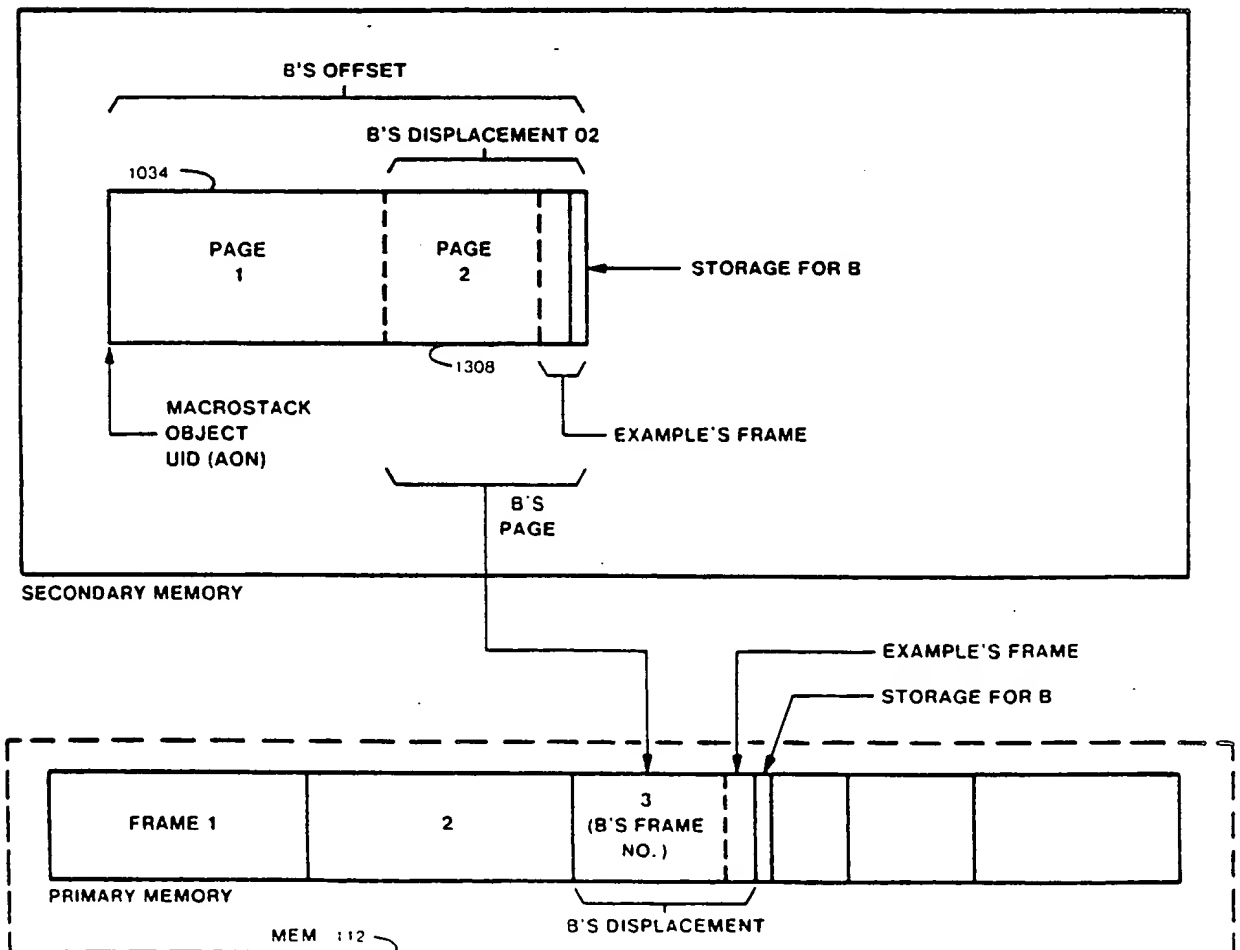 B'S OFFSET
B'S DISPLACEMENT 02
1034
PAGE
1
PAGE
2
STORAGE FOR B
1308
MACROSTACK
OBJECT
UID (AON)
EXAMPLE'S FRAME
B'S
PAGE
SECONDARY MEMORY
EXAMPLE'S FRAME
STORAGE FOR B
FRAME 1
2
3
(B'S FRAME
NO.)
PRIMARY MEMORY
B'S DISPLACEMENT
MEM 112